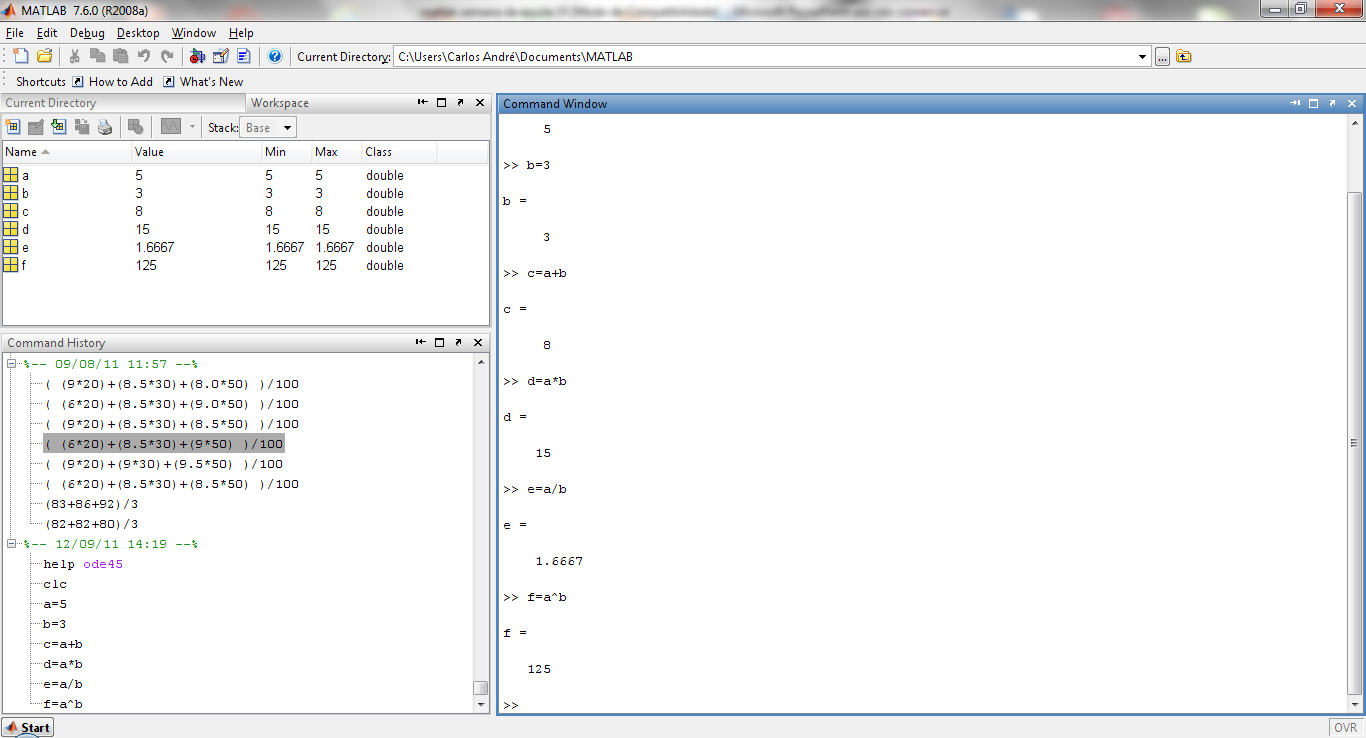 MATLAB 7.6.0 (R2008a)
File Edit Debug Desktop Window Help
Current Directory: C:\Users\Carlos André\Documents\MATLAB ...
Shortcuts How to Add What's New
Current Directory Workspace
Stack: Base
Name Value Min Max Class
a 5 5 5 double
b 3 3 3 double
c 8 8 8 double
d 15 15 15 double
e 1.6667 1.6667 1.6667 double
f 125 125 125 double
Command History
%-- 09/08/11 11:57 --%
( (9*20)+(8.5*30)+(8.0*50) )/100
( (6*20)+(8.5*30)+(9.0*50) )/100
( (9*20)+(8.5*30)+(8.5*50) )/100
( (6*20)+(8.5*30)+(9*50) )/100
( (9*20)+(9*30)+(9.5*50) )/100
( (6*20)+(8.5*30)+(8.5*50) )/100
(83+86+92)/3
(82+82+80)/3
%-- 12/09/11 14:19 --%
help ode45
clc
a=5
b=3
c=a+b
d=a*b
e=a/b
f=a^b
Command Window
5
>> b=3
b =
3
>> c=a+b
c =
8
>> d=a*b
d =
15
>> e=a/b
e =
1.6667
>> f=a^b
f =
125
>>
Start
OVR